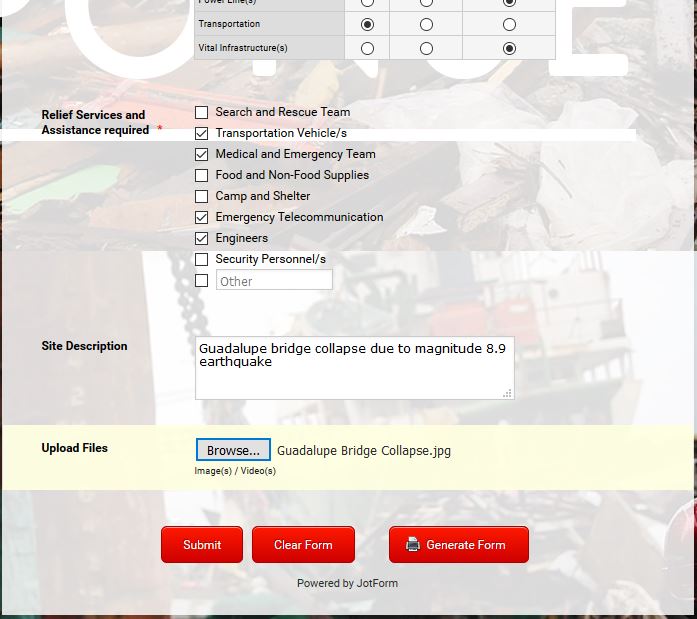 Power Line(s)
Transportation
Vital Infrastructure(s)
Relief Services and
Assistance required *
Search and Rescue Team
Transportation Vehicle/s
Medical and Emergency Team
Food and Non-Food Supplies
Camp and Shelter
Emergency Telecommunication
Engineers
Security Personnel/s
Other
Site Description
Guadalupe bridge collapse due to magnitude 8.9
earthquake
Upload Files
Browse... Guadalupe Bridge Collapse.jpg
Image(s) / Video(s)
Submit Clear Form Generate Form
Powered by JotForm